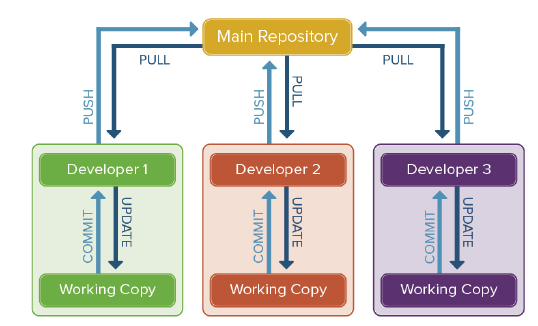 Main Repository
PULL
PULL
PUSH
PUSH
PULL
PUSH
Developer 1
Developer 2
Developer 3
COMMIT
UPDATE
COMMIT
UPDATE
COMMIT
UPDATE
Working Copy
Working Copy
Working Copy